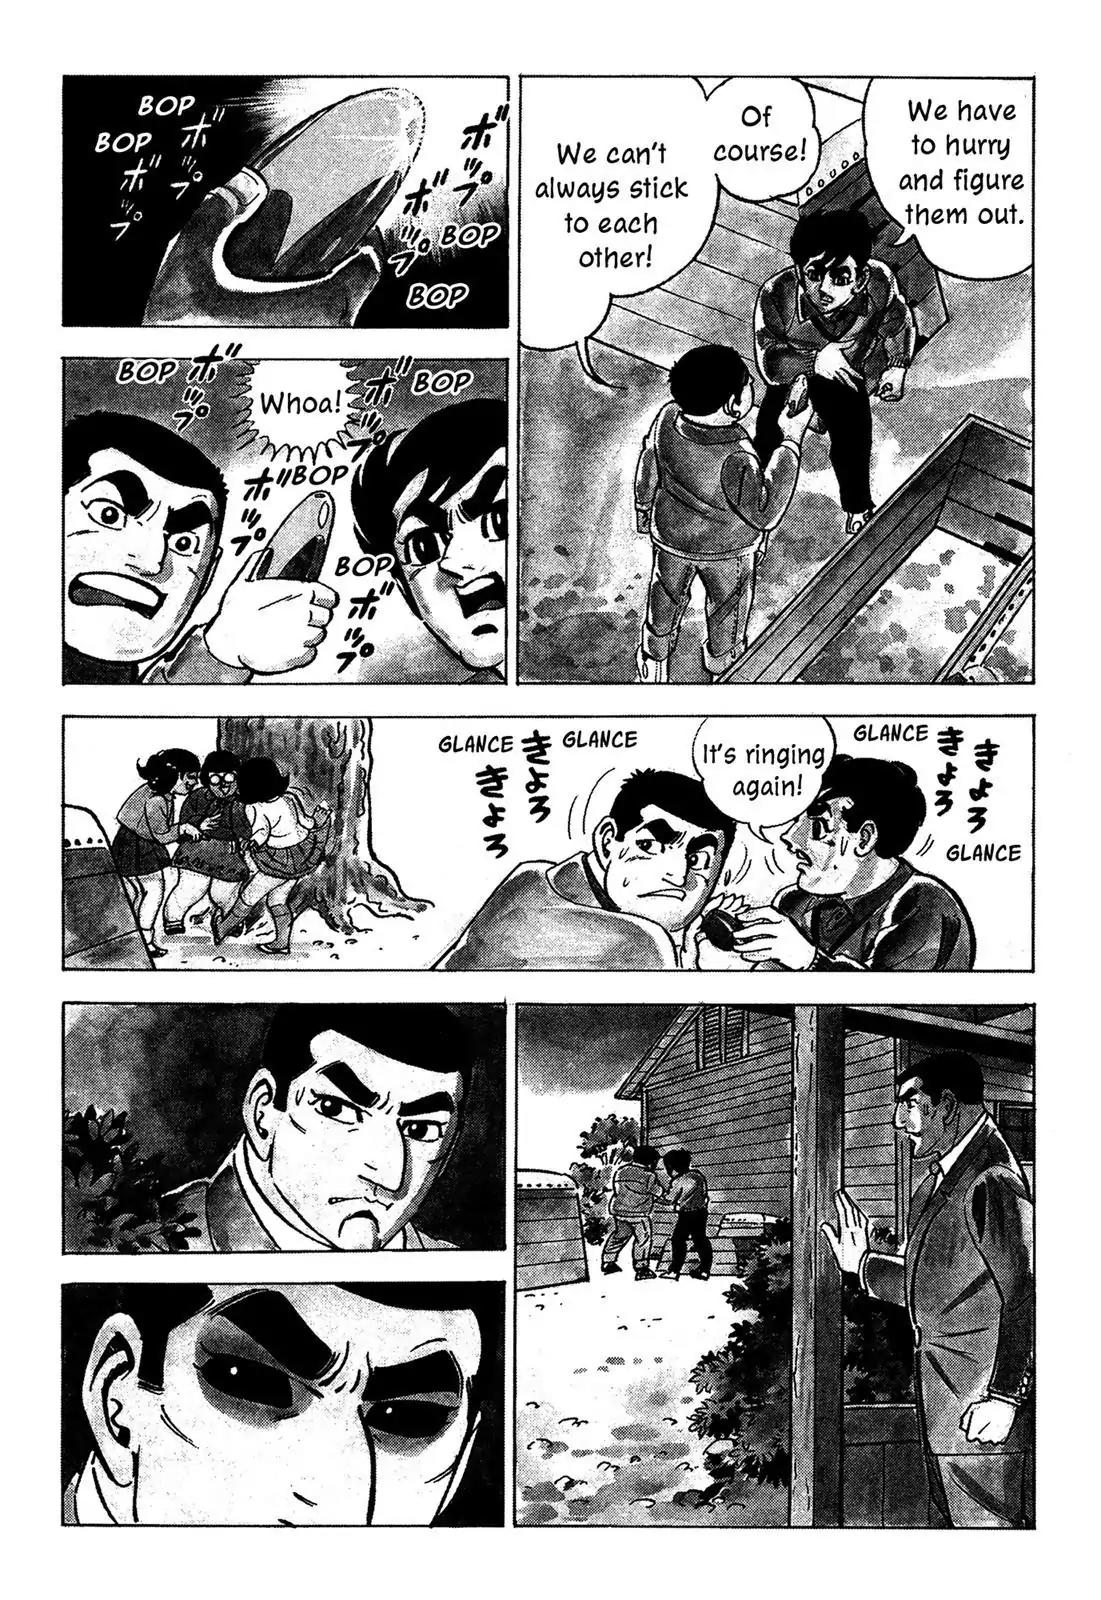 We have
to hurry
and figure
them out.
Of
course!
We can't
always stick
to each
other!
BOP
ボップ
BOP
ボップ
ボップ
BOP
ボップ
BOP
BOP
ボップ
Whoa!
ボップ
BOP
ボップ
BOP
BOP
ボップ
GLANCE
きょろ
きょろ
GLANCE
It's ringing
again!
GLANCE
きょろ
きょろ
GLANCE